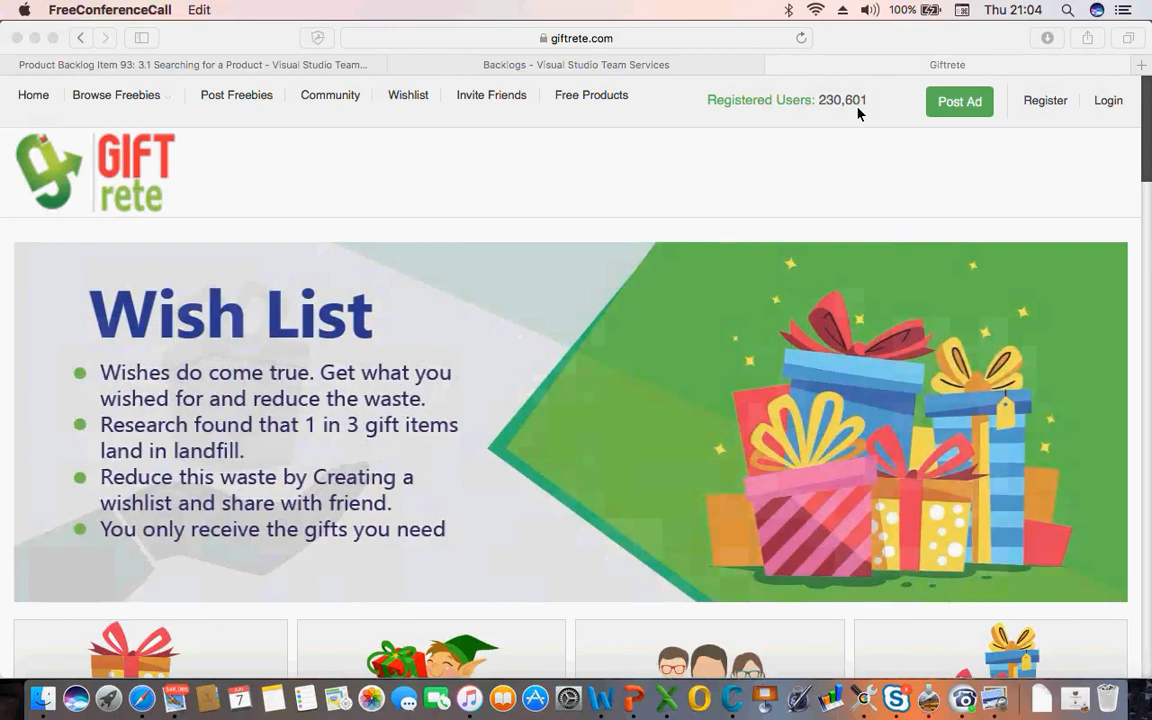 FreeConferenceCall Edit 100% Thu 21:04
giftrete.com
Product Backlog Item 93: 3.1 Searching for a Product - Visual Studio Team... Backlogs - Visual Studio Team Services Giftrete
Home Browse Freebies Post Freebies Community Wishlist Invite Friends Free Products Registered Users: 230,601 Post Ad Register Login
GIFT
rete
Wish List
Wishes do come true. Get what you
wished for and reduce the waste.
Research found that 1 in 3 gift items
land in landfill.
Reduce this waste by Creating a
wishlist and share with friend.
You only receive the gifts you need